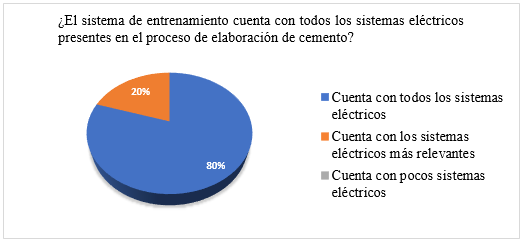 ¿El sistema de entrenamiento cuenta con todos los sistemas eléctricos
presentes en el proceso de elaboración de cemento?
20%
80%
Cuenta con todos los sistemas
eléctricos
Cuenta con los sistemas
eléctricos más relevantes
Cuenta con pocos sistemas
eléctricos